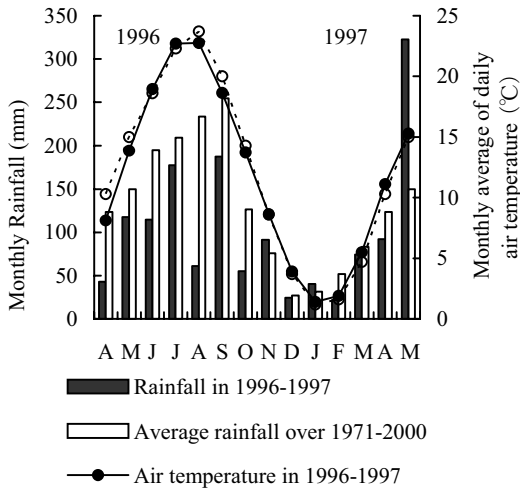 1996
1997
350
300
250
200
150
100
50
0
Monthly Rainfall (mm)
25
20
15
10
5
0
Monthly average of daily
air temperature (℃)
A M J J A S O N D J F M A M
Rainfall in 1996-1997
Average rainfall over 1971-2000
Air temperature in 1996-1997